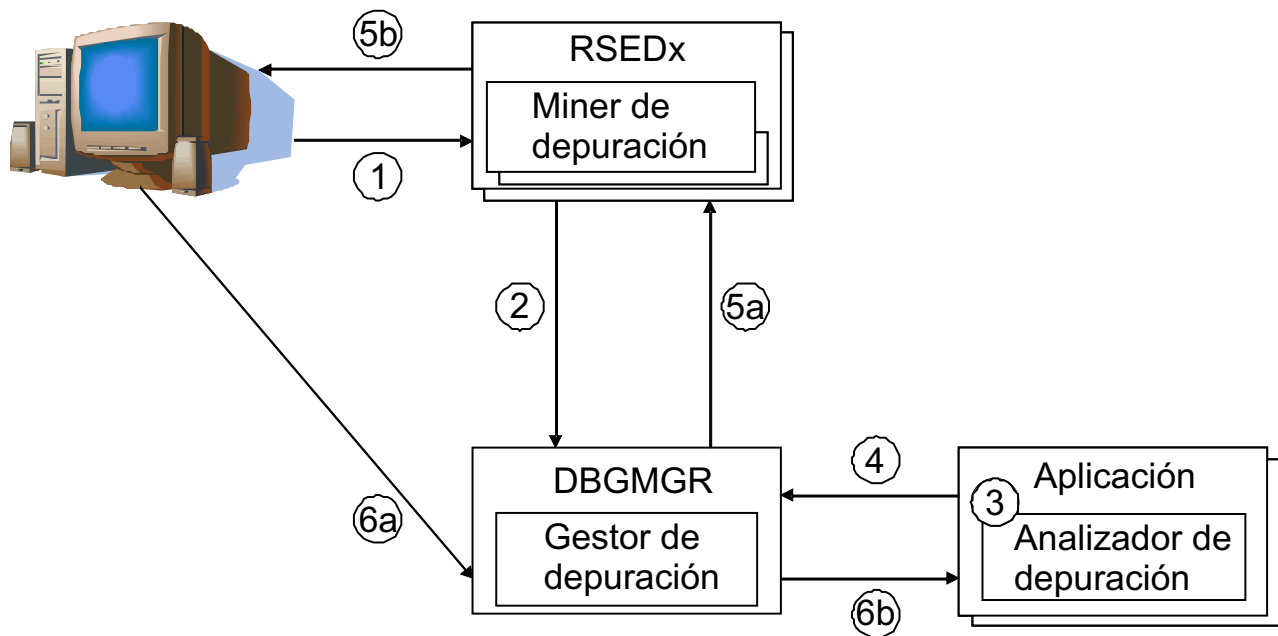 5b
RSEDx
Miner de
depuración
1
2
5a
DBGMGR
Gestor de
depuración
4
Aplicación
3
Analizador de
depuración
6a
6b